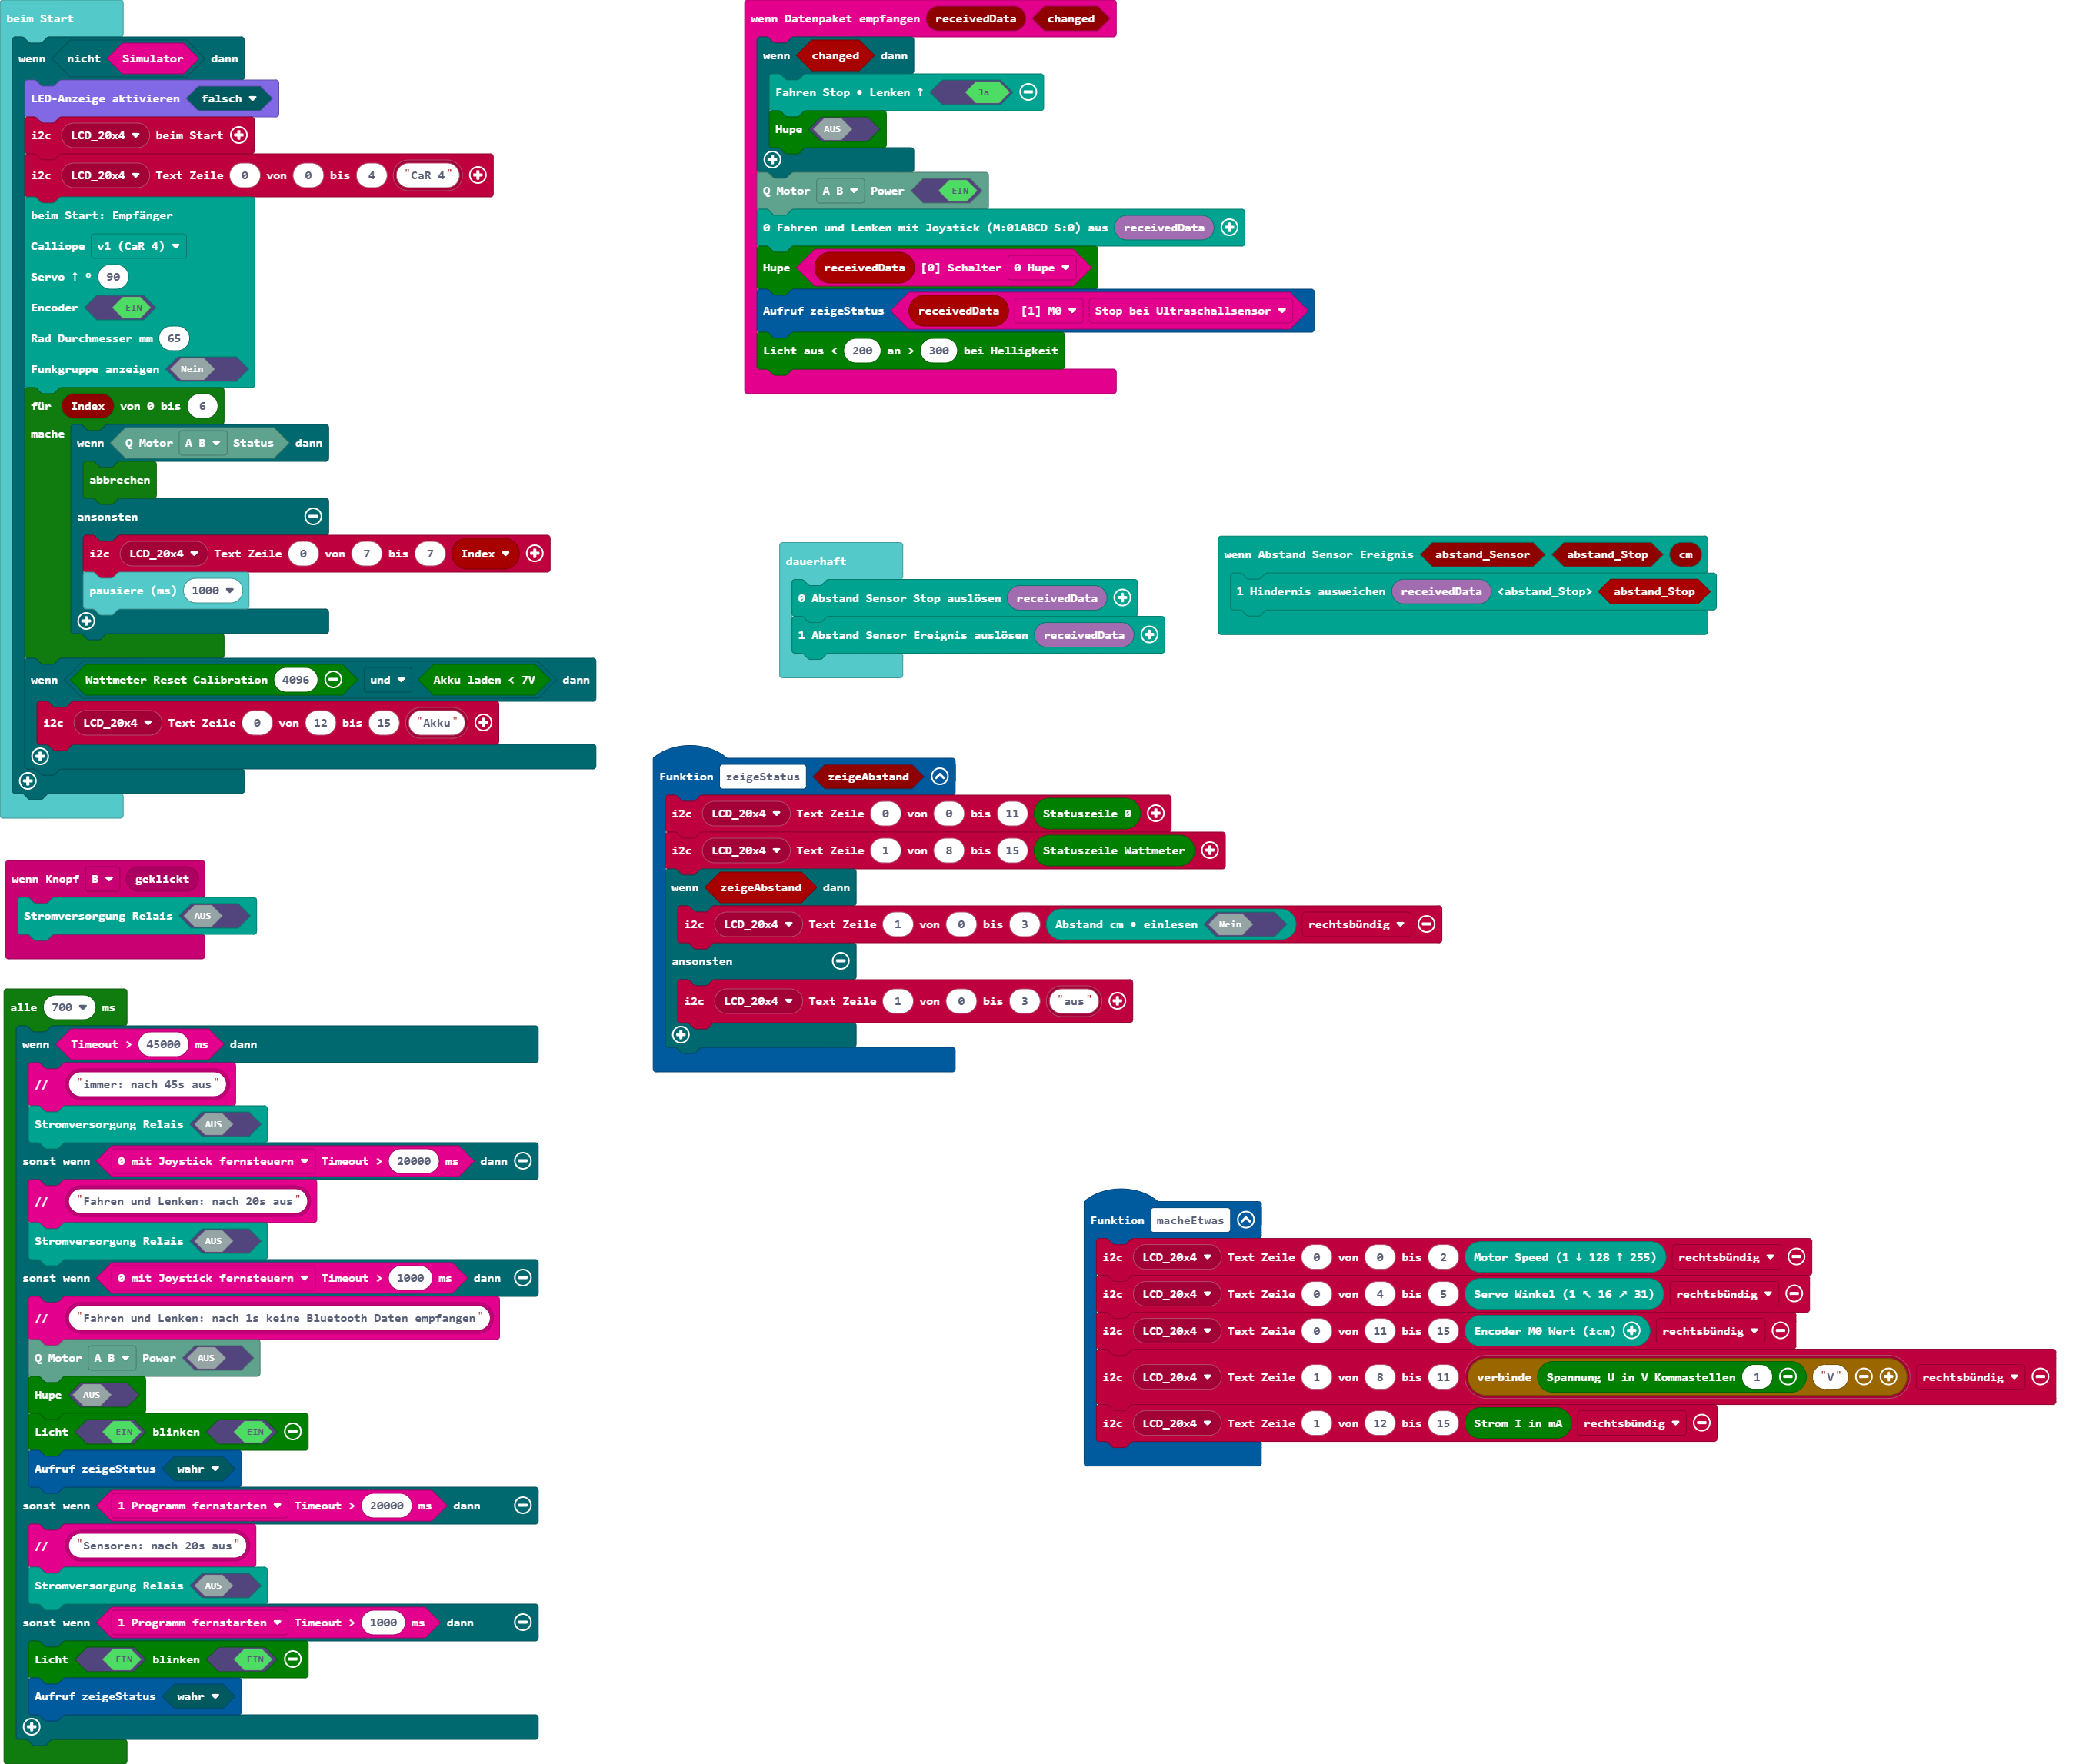 beim Start
wenn nicht Simulator dann
LED-Anzeige aktivieren falsch
i2c LCD_20x4 beim Start
i2c LCD_20x4 Text Zeile 0 von 0 bis 4 "CaR 4"
beim Start: Empfänger
Calliope v1 (CaR 4)
Servo ↑ ° 90
Encoder EIN
Rad Durchmesser mm 65
Funkgruppe anzeigen Nein
für Index von 0 bis 6
mache
wenn Q Motor A B Status dann
abbrechen
ansonsten
i2c LCD_20x4 Text Zeile 0 von 7 bis 7 Index
pausiere (ms) 1000
wenn Wattmeter Reset Calibration 4096 und Akku laden < 7V dann
i2c LCD_20x4 Text Zeile 0 von 12 bis 15 "Akku"
wenn Knopf B geklickt
Stromversorgung Relais AUS
alle 700 ms
wenn Timeout > 45000 ms dann
// "immer: nach 45s aus"
Stromversorgung Relais AUS
sonst wenn 0 mit Joystick fernsteuern Timeout > 20000 ms dann
// "Fahren und Lenken: nach 20s aus"
Stromversorgung Relais AUS
sonst wenn 0 mit Joystick fernsteuern Timeout > 1000 ms dann
// "Fahren und Lenken: nach 1s keine Bluetooth Daten empfangen"
Q Motor A B Power AUS
Hupe AUS
Licht EIN blinken EIN
Aufruf zeigeStatus wahr
sonst wenn 1 Programm fernstarten Timeout > 20000 ms dann
// "Sensoren: nach 20s aus"
Stromversorgung Relais AUS
sonst wenn 1 Programm fernstarten Timeout > 1000 ms dann
Licht EIN blinken EIN
Aufruf zeigeStatus wahr
wenn Datenpaket empfangen receivedData changed
wenn changed dann
Fahren Stop • Lenken ↑ Ja
Hupe AUS
Q Motor A B Power EIN
0 Fahren und Lenken mit Joystick (M:01ABCD S:0) aus receivedData
Hupe receivedData [0] Schalter 0 Hupe
Aufruf zeigeStatus receivedData [1] M0 Stop bei Ultraschallsensor
Licht aus < 200 an > 300 bei Helligkeit
dauerhaft
0 Abstand Sensor Stop auslösen receivedData
1 Abstand Sensor Ereignis auslösen receivedData
wenn Abstand Sensor Ereignis abstand_Sensor abstand_Stop cm
1 Hindernis ausweichen receivedData <abstand_Stop> abstand_Stop
Funktion zeigeStatus zeigeAbstand
i2c LCD_20x4 Text Zeile 0 von 0 bis 11 Statuszeile 0
i2c LCD_20x4 Text Zeile 1 von 8 bis 15 Statuszeile Wattmeter
wenn zeigeAbstand dann
i2c LCD_20x4 Text Zeile 1 von 0 bis 3 Abstand cm • einlesen Nein rechtsbündig
ansonsten
i2c LCD_20x4 Text Zeile 1 von 0 bis 3 "aus"
Funktion macheEtwas
i2c LCD_20x4 Text Zeile 0 von 0 bis 2 Motor Speed (1 ↓ 128 ↑ 255) rechtsbündig
i2c LCD_20x4 Text Zeile 0 von 4 bis 5 Servo Winkel (1 ↖ 16 ↗ 31) rechtsbündig
i2c LCD_20x4 Text Zeile 0 von 11 bis 15 Encoder M0 Wert (±cm) rechtsbündig
i2c LCD_20x4 Text Zeile 1 von 8 bis 11 verbinde Spannung U in V Kommastellen 1 "V" rechtsbündig
i2c LCD_20x4 Text Zeile 1 von 12 bis 15 Strom I in mA rechtsbündig